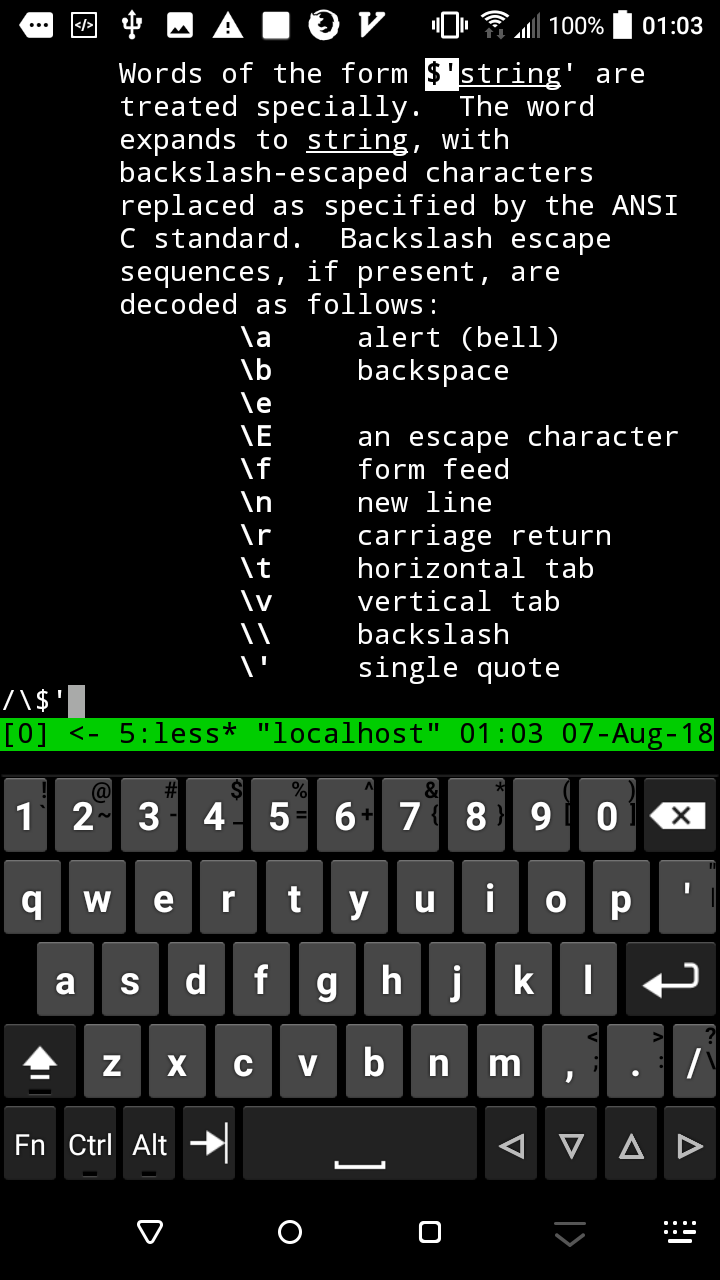 100% 01:03
Words of the form $'string' are
treated specially.  The word
expands to string, with
backslash-escaped characters
replaced as specified by the ANSI
C standard.  Backslash escape
sequences, if present, are
decoded as follows:
\a     alert (bell)
\b     backspace
\e
\E     an escape character
\f     form feed
\n     new line
\r     carriage return
\t     horizontal tab
\v     vertical tab
\\     backslash
\'     single quote
/\$'
[0] <- 5:less* "localhost" 01:03 07-Aug-18
1 ! ` 2 @ ~ 3 # - 4 $ _ 5 % = 6 ^ + 7 & { 8 * } 9 ( [ 0 ) ]
q w e r t y u i o p ' " |
a s d f g h j k l
z x c v b n m , < ; . > : / ? \
Fn Ctrl Alt